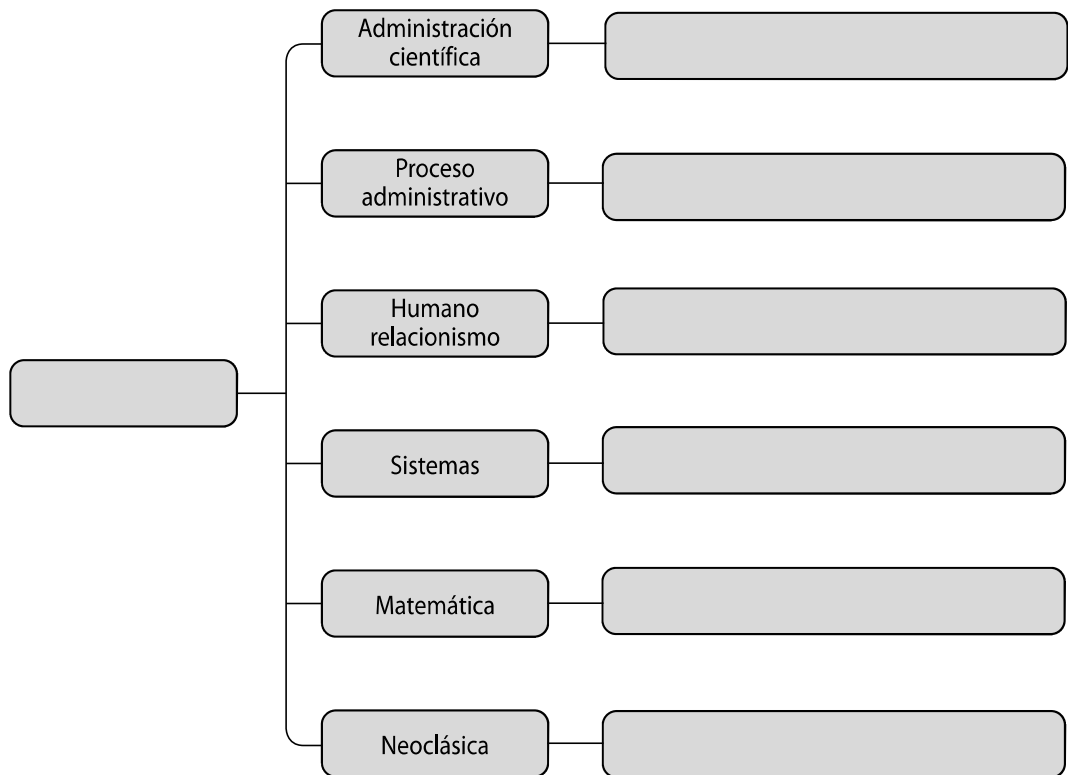 Administración
científica
Proceso
administrativo
Humano
relacionismo
Sistemas
Matemática
Neoclásica